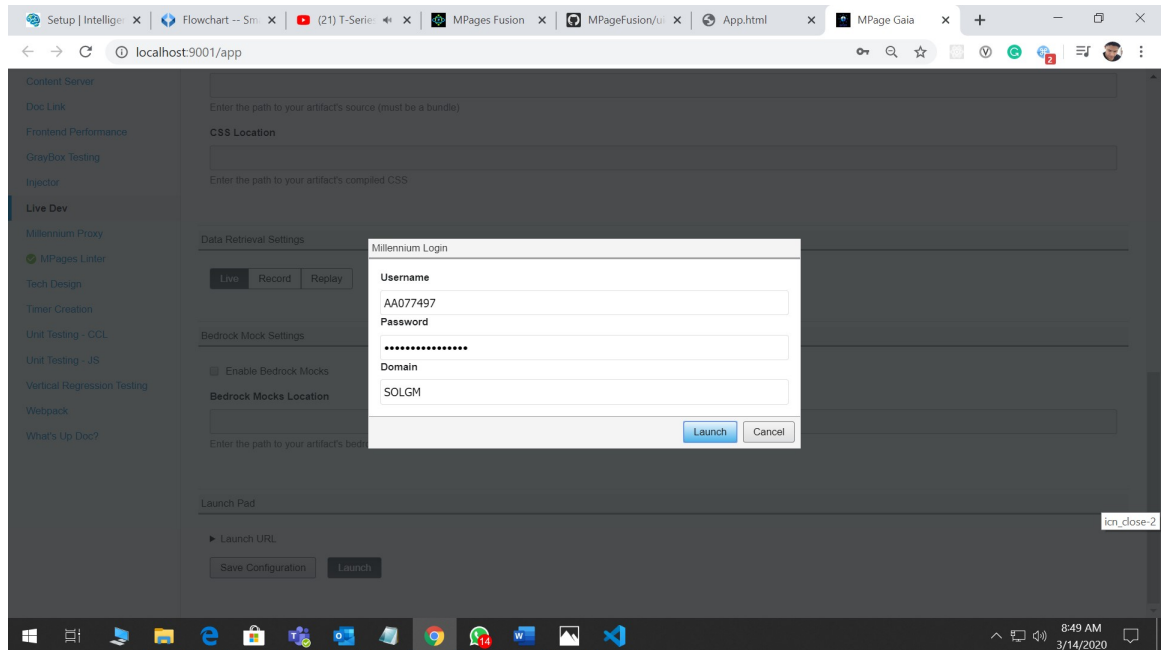 Setup | Intelliger
Flowchart -- Sm
(21) T-Serie
MPages Fusion
MPageFusion/ui
App.html
MPage Gaia
localhost:9001/app
2
Content Server
Enter the path to your artifact's source (must be a bundle)
Doc Link
Frontend Performance
CSS Location
GrayBox Testing
Injector
Enter the path to your artifact's compiled CSS
Live Dev
Millennium Proxy
Data Retrieval Settings
MPages Linter
Live Record Replay
Tech Design
Timer Creation
Unit Testing - CCL
Bedrock Mock Settings
Unit Testing - JS
Enable Bedrock Mocks
Vertical Regression Testing
Bedrock Mocks Location
Webpack
What's Up Doc?
Enter the path to your artifact's
Millennium Login
Username
AA077497
Password
••••••••••••••••
Domain
SOLGM
Launch Cancel
Launch Pad
icn_close-2
Launch URL
Save Configuration Launch
14
8:49 AM
3/14/2020